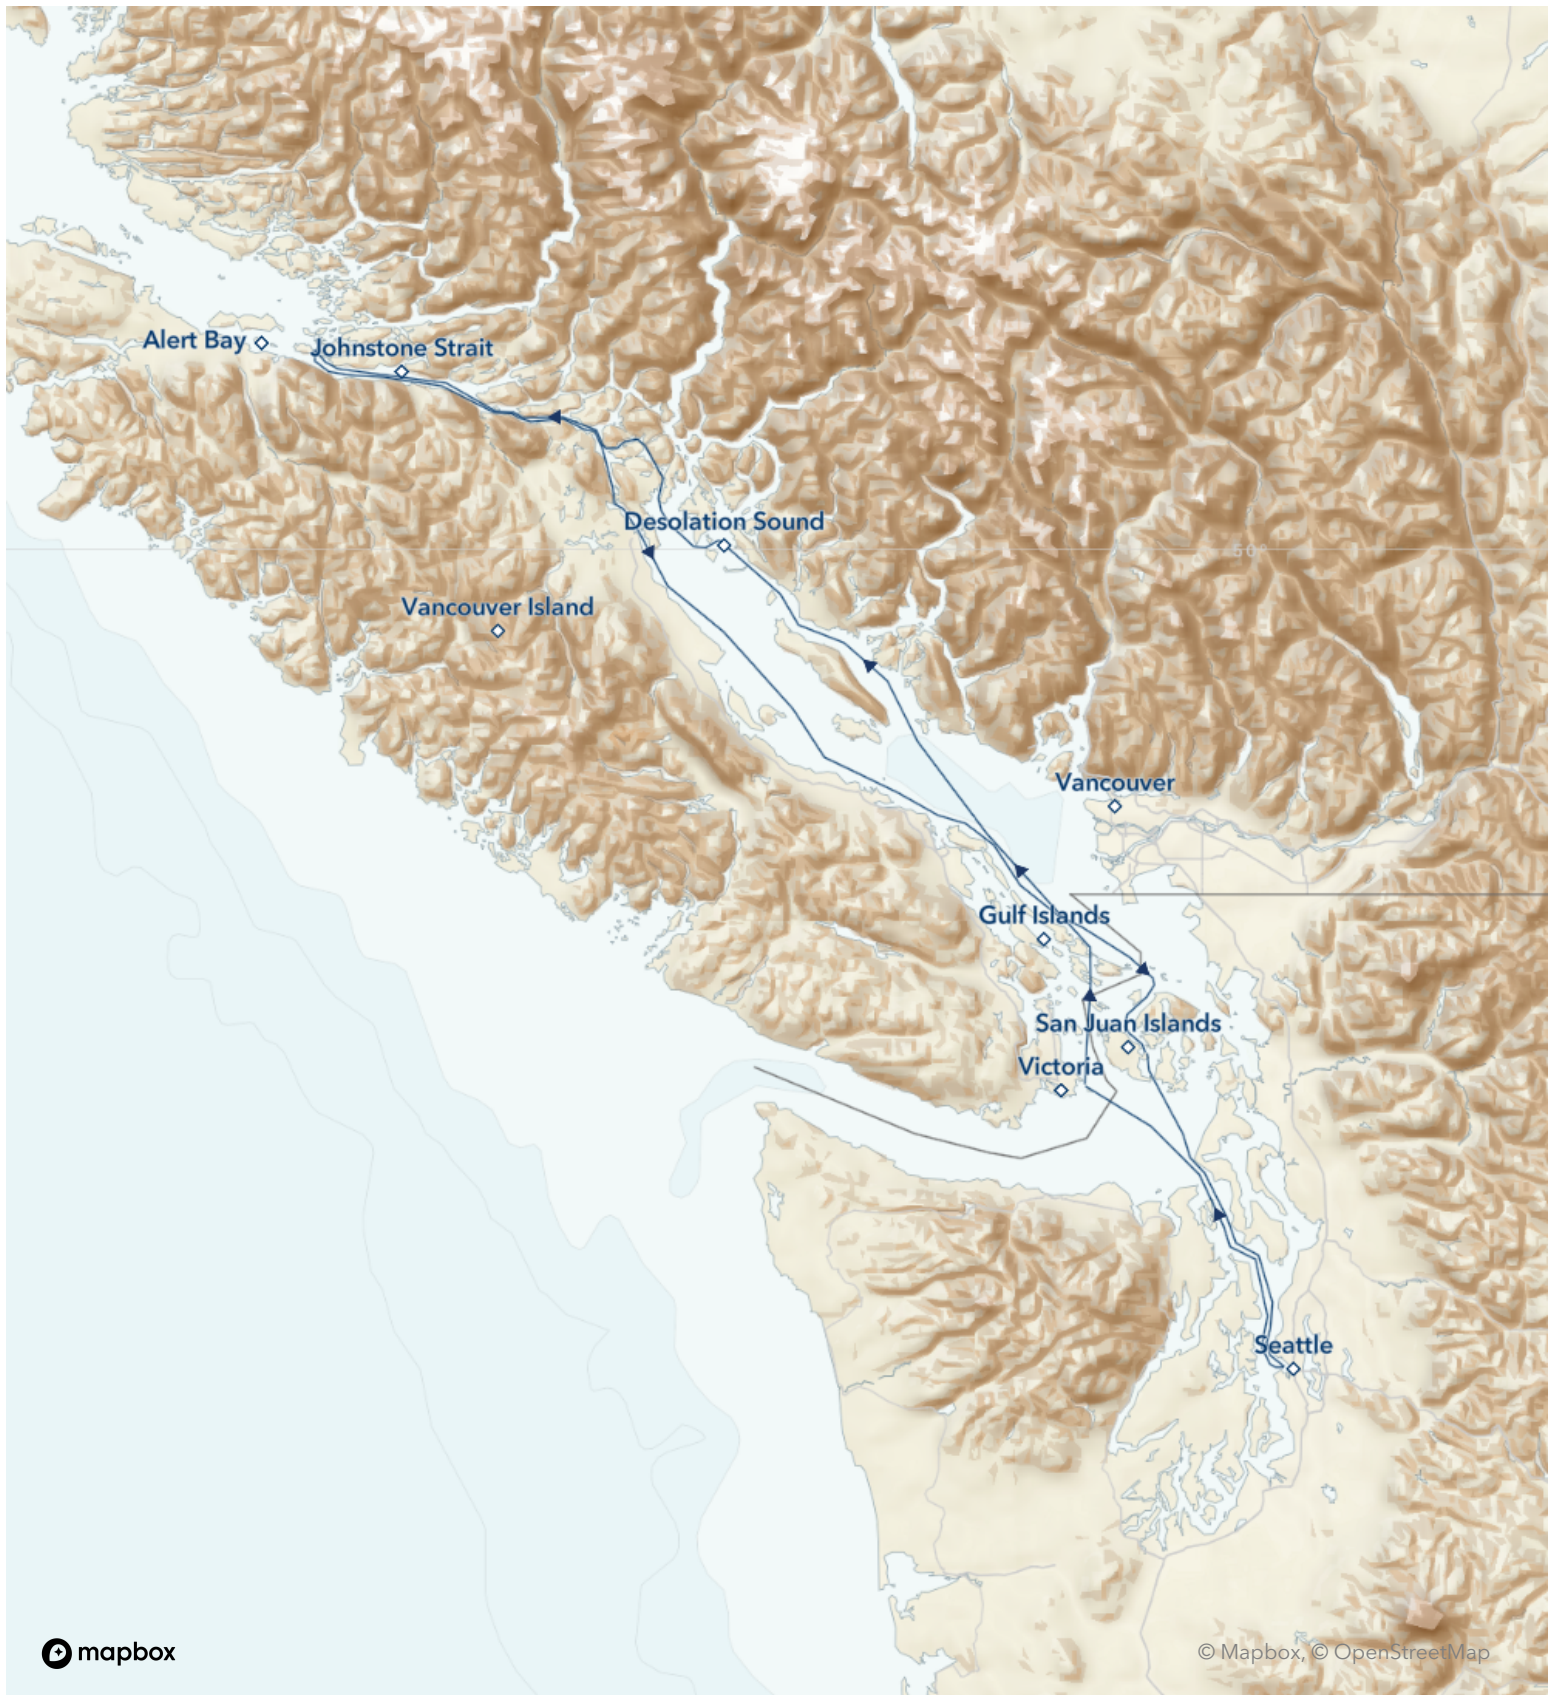 Alert Bay
Johnstone Strait
Desolation Sound
50°
Vancouver Island
Vancouver
Gulf Islands
San Juan Islands
Victoria
Seattle
mapbox
© Mapbox, © OpenStreetMap